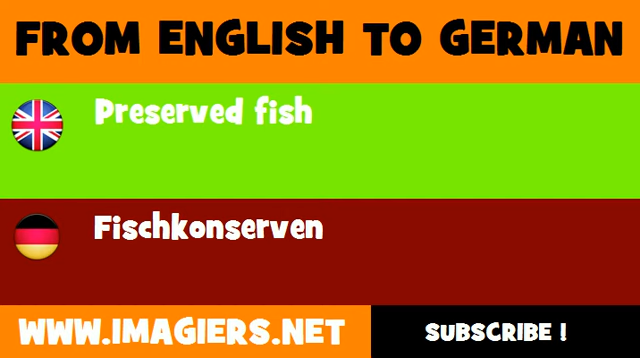 FROM ENGLISH TO GERMAN
Preserved fish
Fischkonserven
WWW.IMAGIERS.NET
SUBSCRIBE !